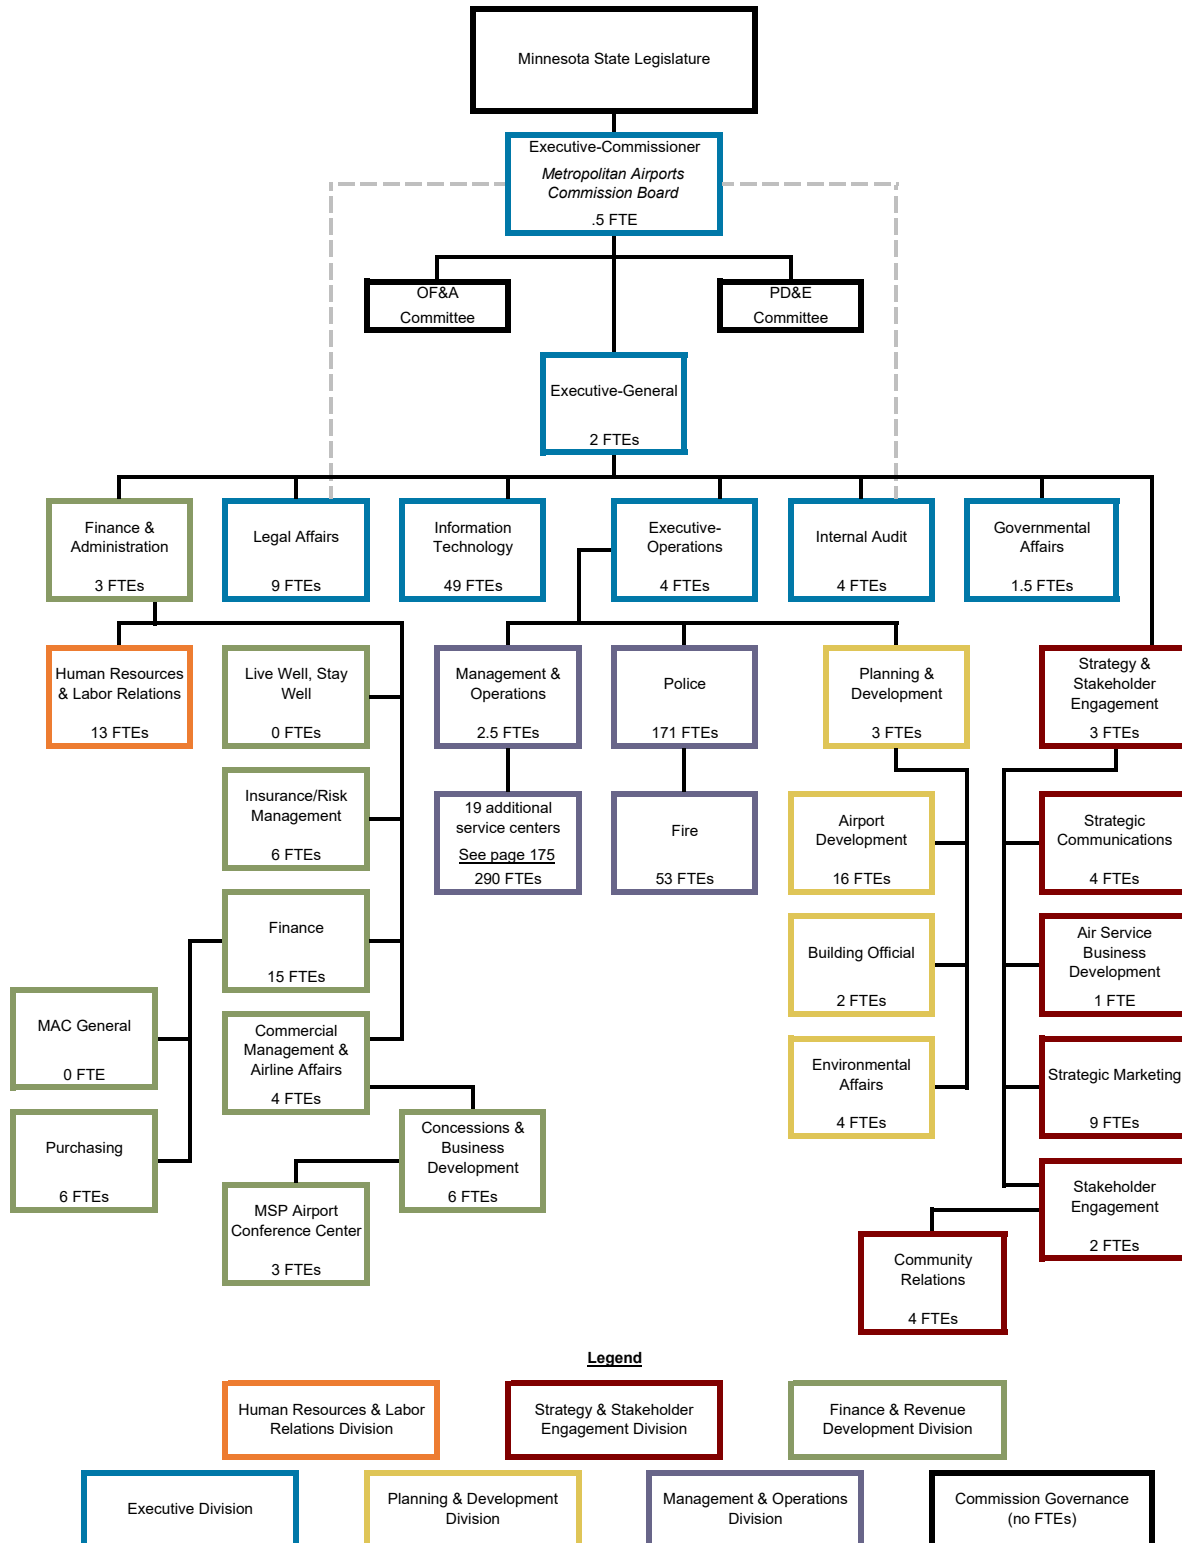 Minnesota State Legislature
Executive-Commissioner
Metropolitan Airports
Commission Board
.5 FTE
OF&A
Committee
PD&E
Committee
Executive-General
2 FTEs
Finance &
Administration
3 FTEs
Legal Affairs
9 FTEs
Information
Technology
49 FTEs
Executive-
Operations
4 FTEs
Internal Audit
4 FTEs
Governmental
Affairs
1.5 FTEs
Human Resources
& Labor Relations
13 FTEs
Live Well, Stay
Well
0 FTEs
Management &
Operations
2.5 FTEs
Police
171 FTEs
Planning &
Development
3 FTEs
Strategy &
Stakeholder
Engagement
3 FTEs
Insurance/Risk
Management
6 FTEs
19 additional
service centers
See page 175
290 FTEs
Fire
53 FTEs
Airport
Development
16 FTEs
Strategic
Communications
4 FTEs
Finance
15 FTEs
Building Official
2 FTEs
Air Service
Business
Development
1 FTE
MAC General
0 FTE
Commercial
Management &
Airline Affairs
4 FTEs
Environmental
Affairs
4 FTEs
Strategic Marketing
9 FTEs
Purchasing
6 FTEs
Concessions &
Business
Development
6 FTEs
MSP Airport
Conference Center
3 FTEs
Stakeholder
Engagement
2 FTEs
Community
Relations
4 FTEs
Legend
Human Resources & Labor
Relations Division
Strategy & Stakeholder
Engagement Division
Finance & Revenue
Development Division
Executive Division
Planning & Development
Division
Management & Operations
Division
Commission Governance
(no FTEs)